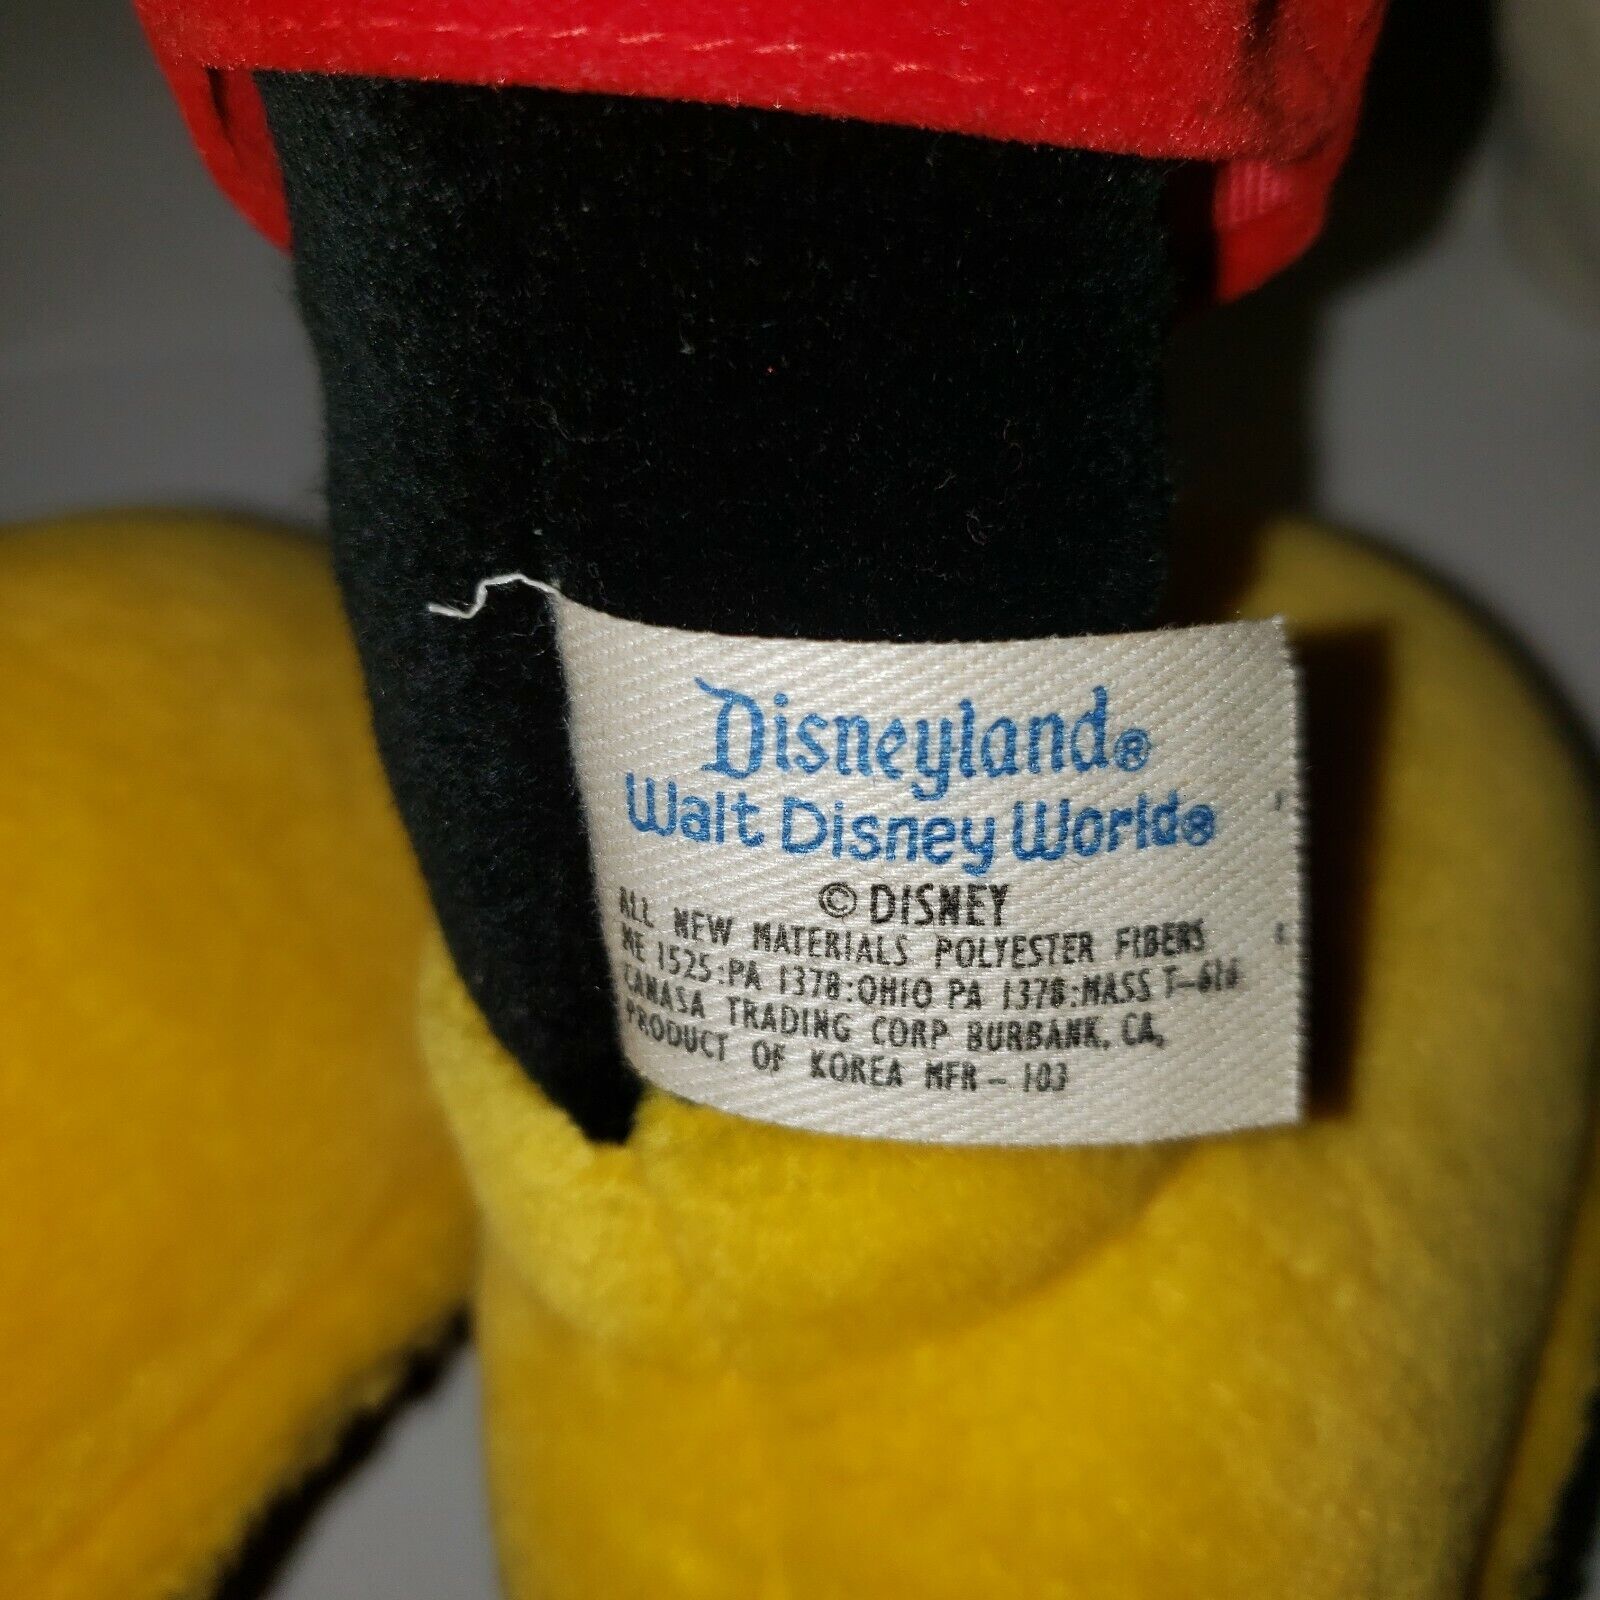 Disneyland®
Walt Disney World®
© DISNEY
ALL NEW MATERIALS POLYESTER FIBERS
ME 1525:PA 1378:OHIO PA 1378:MASS T-616
CANASA TRADING CORP BURBANK, CA,
PRODUCT OF KOREA MFR - 103